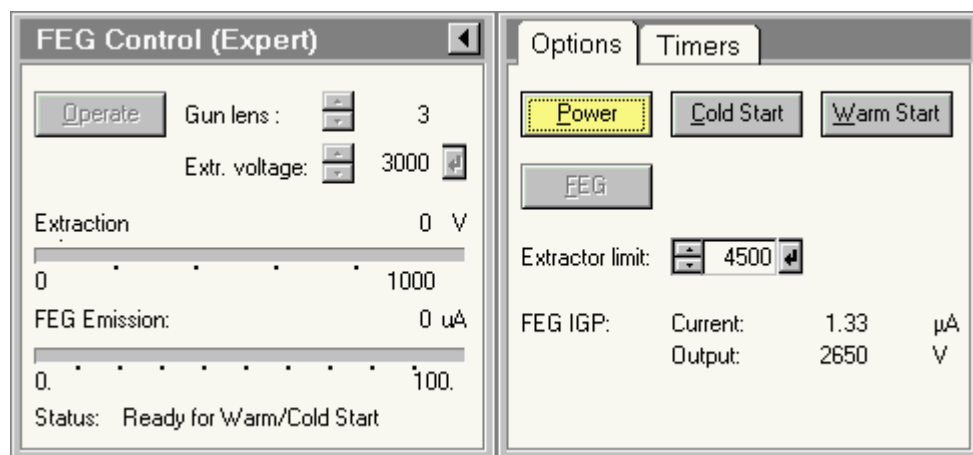 FEG Control (Expert)
Operate Gun lens : 3
Extr. voltage: 3000
Extraction 0 V
0 1000
FEG Emission: 0 uA
0. 100.
Status: Ready for Warm/Cold Start
Options Timers
Power Cold Start Warm Start
FEG
Extractor limit: 4500
FEG IGP: Current: 1.33 µA
Output: 2650 V